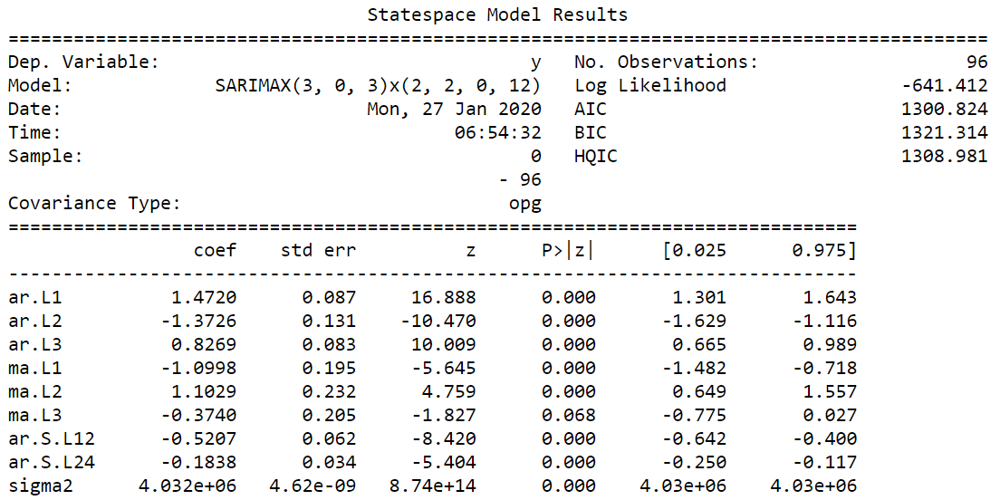 Statespace Model Results
==========================================================================================
Dep. Variable: y No. Observations: 96
Model: SARIMAX(3, 0, 3)x(2, 2, 0, 12) Log Likelihood -641.412
Date: Mon, 27 Jan 2020 AIC 1300.824
Time: 06:54:32 BIC 1321.314
Sample: 0 HQIC 1308.981
- 96
Covariance Type: opg
==============================================================================
coef std err z P>|z| [0.025 0.975]
------------------------------------------------------------------------------
ar.L1 1.4720 0.087 16.888 0.000 1.301 1.643
ar.L2 -1.3726 0.131 -10.470 0.000 -1.629 -1.116
ar.L3 0.8269 0.083 10.009 0.000 0.665 0.989
ma.L1 -1.0998 0.195 -5.645 0.000 -1.482 -0.718
ma.L2 1.1029 0.232 4.759 0.000 0.649 1.557
ma.L3 -0.3740 0.205 -1.827 0.068 -0.775 0.027
ar.S.L12 -0.5207 0.062 -8.420 0.000 -0.642 -0.400
ar.S.L24 -0.1838 0.034 -5.404 0.000 -0.250 -0.117
sigma2 4.032e+06 4.62e-09 8.74e+14 0.000 4.03e+06 4.03e+06